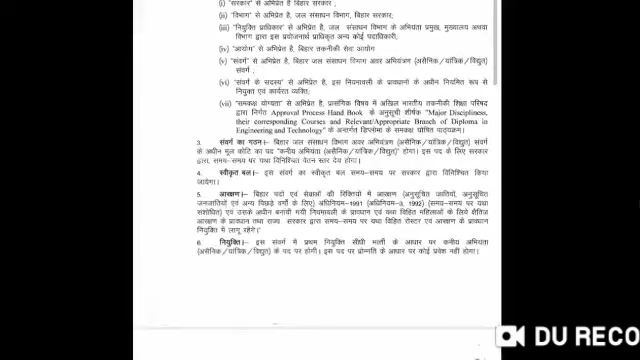 (i) "सरकार" से अभिप्रेत है बिहार सरकार ,
(ii) "विभाग" से अभिप्रेत है, जल संसाधन विभाग, बिहार सरकार;
(iii) "नियुक्ति प्राधिकार" से अभिप्रेत है, जल संसाधन विभाग के अभियंता प्रमुख, मुख्यालय अथवा
विभाग द्वारा इस प्रयोजनार्थ प्राधिकृत अन्य कोई पदाधिकारी,
(iv) "आयोग" से अभिप्रेत है, बिहार तकनीकी सेवा आयोग
(v) "संवर्ग" से अभिप्रेत है, बिहार जल संसाधन विभाग अवर अभियंत्रण (असैनिक/यांत्रिक/विद्युत)
संवर्ग ,
(vi) "संवर्ग के सदस्य" से अभिप्रेत है, इस नियमावली के प्रावधानों के अधीन नियमित रूप से
नियुक्त एवं कार्यरत व्यक्ति;
(vii) "समकक्ष योग्यता" से अभिप्रेत है, प्रासंगिक विषय में अखिल भारतीय तकनीकी शिक्षा परिषद
द्वारा निर्गत Approval Process Hand Book के अनुसूची शीर्षक "Major Disciplines,
their corresponding Courses and Relevant/Appropriate Branch of Diploma in
Engineering and Technology" के अन्तर्गत डिप्लोमा के समकक्ष घोषित पाठ्यक्रम।
3. संवर्ग का गठन:- बिहार जल संसाधन विभाग अवर अभियंत्रण (असैनिक/यांत्रिक/विद्युत) संवर्ग
के अधीन मूल कोटि का पद "कनीय अभियंता (असैनिक/यांत्रिक/विद्युत) होगा। इस पद के लिए सरकार
द्वारा, समय-समय पर यथा विनिश्चित वेतन स्तर देय होगा।
4. स्वीकृत बल:- इस संवर्ग का स्वीकृत बल समय-समय पर सरकार द्वारा विनिश्चित किया
जायेगा।
5. आरक्षण:- बिहार पदों एवं सेवाओं की रिक्तियों में आरक्षण (अनुसूचित जातियों, अनुसूचित
जनजातियों एवं अन्य पिछड़े वर्गों के लिए) अधिनियम-1991 (अधिनियम-3, 1992) (समय-समय पर यथा
संशोधित) एवं उसके अधीन बनायी गयी नियमावली के प्रावधान एवं यथा विहित महिलाओं के लिये क्षैतिज
आरक्षण के प्रावधान तथा राज्य सरकार द्वारा समय-समय पर यथा विहित रोस्टर एवं आरक्षण के प्रावधान
नियुक्ति में लागू रहेंगे।
6. नियुक्ति:- इस संवर्ग में प्रथम नियुक्ति सीधी भर्ती के आधार पर कनीय अभियंता
(असैनिक/यांत्रिक/विद्युत) के पद पर होगी। इस पद पर प्रोन्नति के आधार पर कोई प्रवेश नहीं होगा।
DU RECO